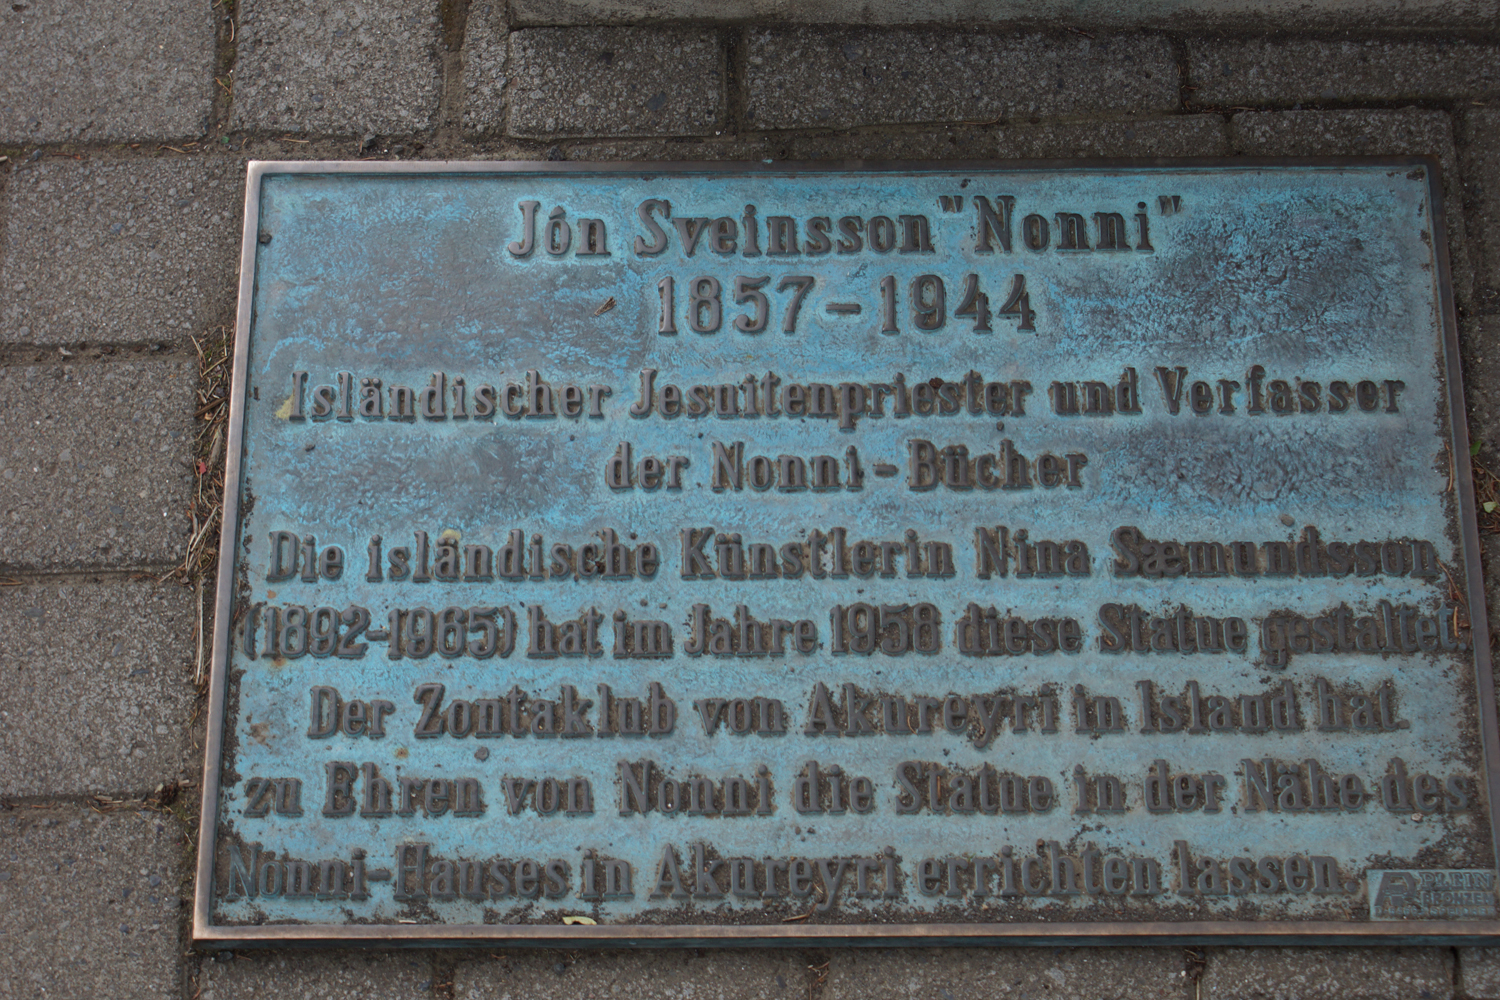 Jón Sveinsson "Nonni"
1857-1944
Isländischer Jesuitenpriester und Verfasser
der Nonni-Bücher
Die isländische Künstlerin Nina Sæmundsson
(1892-1965) hat im Jahre 1958 diese Statue gestaltet.
Der Zontaklub von Akureyri in Island hat
zu Ehren von Nonni die Statue in der Nähe des
Nonni-Hauses in Akureyri errichten lassen.